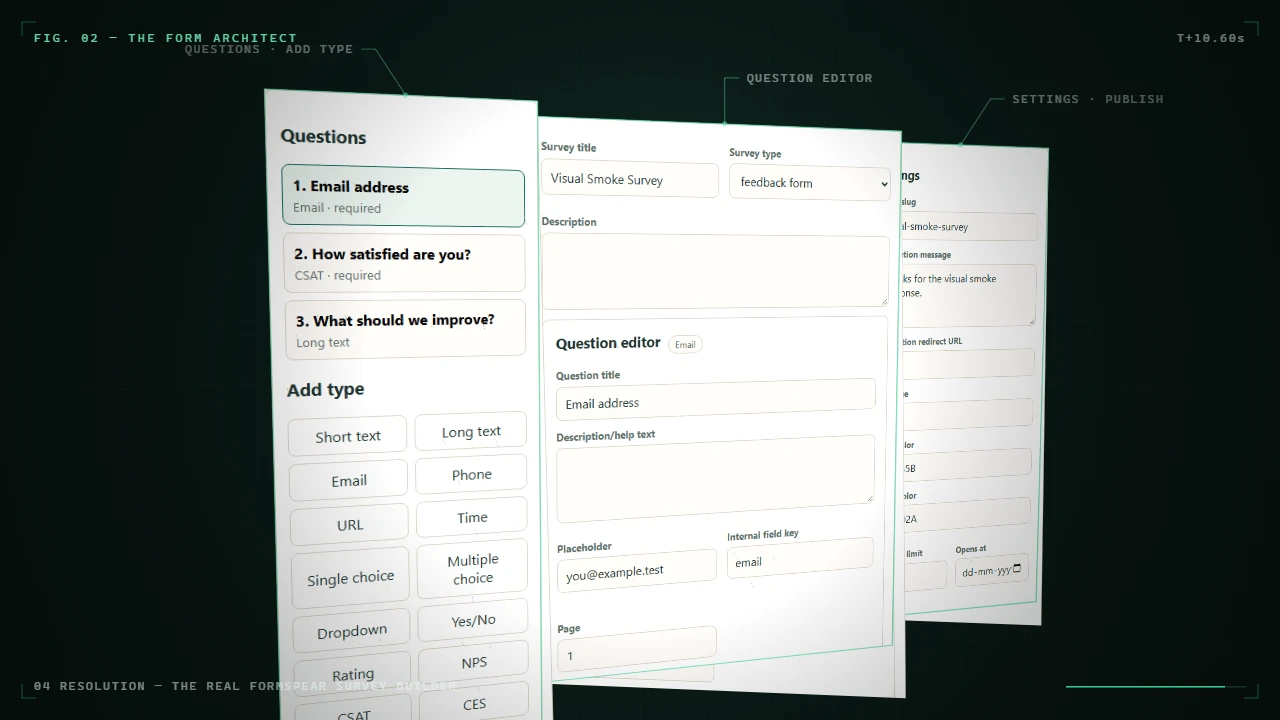 FIG. 02 — THE FORM ARCHITECT
T+10.60s
QUESTIONS · ADD TYPE
QUESTION EDITOR
SETTINGS · PUBLISH
Questions
1. Email address
Email · required
2. How satisfied are you?
CSAT · required
3. What should we improve?
Long text
Add type
Short text
Long text
Email
Phone
URL
Time
Single choice
Multiple
choice
Dropdown
Yes/No
Rating
NPS
CSAT
CES
Survey title
Visual Smoke Survey
Survey type
feedback form
Description
Question editor
Email
Question title
Email address
Description/help text
Placeholder
you@example.test
Internal field key
email
Page
1
ngs
slug
al-smoke-survey
tion message
ks for the visual smoke
onse.
tion redirect URL
lor
5B
olor
02A
limit
Opens at
dd-mm-yyy
04 RESOLUTION — THE REAL FORMSPEAR SURVEY BUILDER